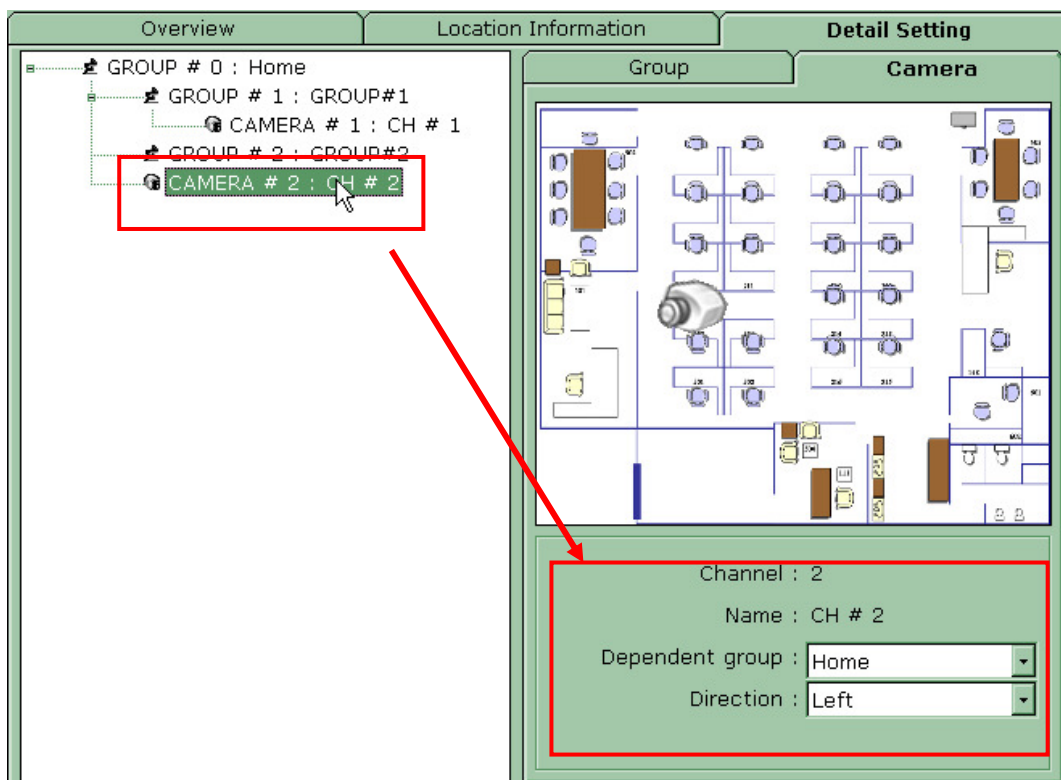 Overview
Location Information
Detail Setting
GROUP # 0 : Home
GROUP # 1 : GROUP#1
CAMERA # 1 : CH # 1
GROUP # 2 : GROUP#2
CAMERA # 2 : CH # 2
Group
Camera
Channel : 2
Name : CH # 2
Dependent group : Home
Direction : Left